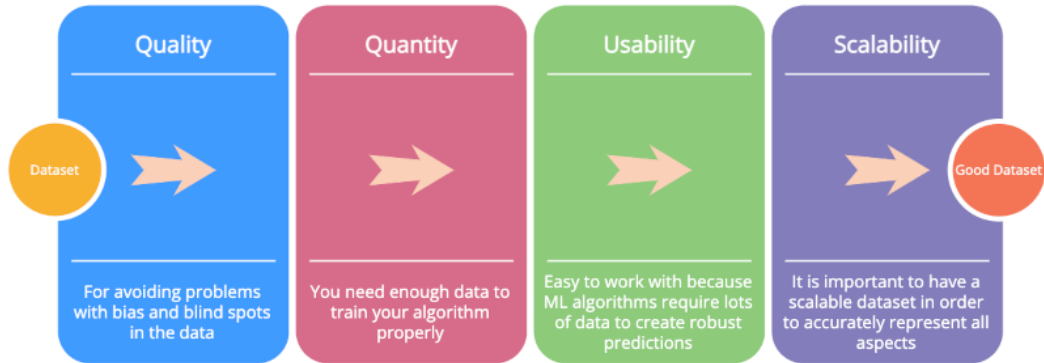 Quality
Quantity
Usability
Scalability
Dataset
Good Dataset
For avoiding problems
with bias and blind spots
in the data
You need enough data to
train your algorithm
properly
Easy to work with because
ML algorithms require lots
of data to create robust
predictions
It is important to have a
scalable dataset in order
to accurately represent all
aspects